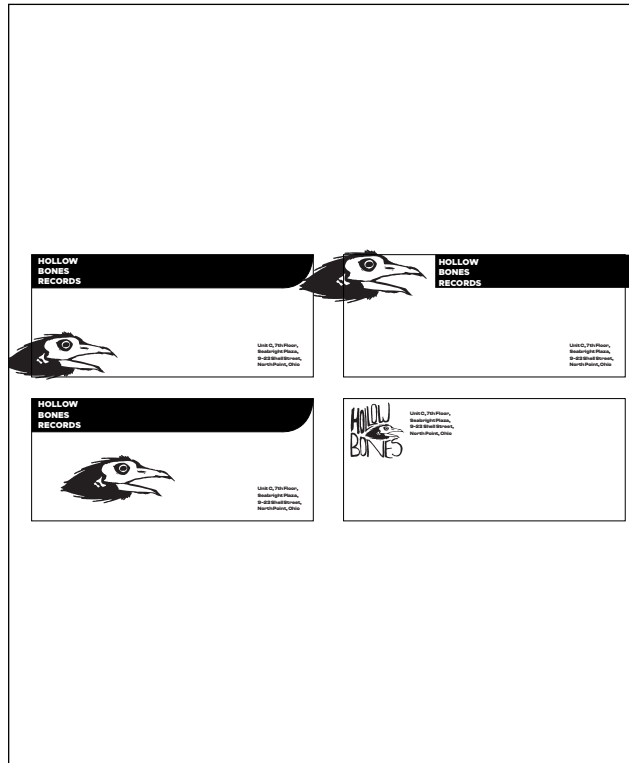 HOLLOW
BONES
RECORDS
Unit C, 7th Floor,
Seabright Plaza,
9-23 Shell Street,
North Point, Ohio
HOLLOW
BONES
RECORDS
Unit C, 7th Floor,
Seabright Plaza,
9-23 Shell Street,
North Point, Ohio
HOLLOW
BONES
RECORDS
Unit C, 7th Floor,
Seabright Plaza,
9-23 Shell Street,
North Point, Ohio
HOLLOW
BONES
Unit C, 7th Floor,
Seabright Plaza,
9-23 Shell Street,
North Point, Ohio